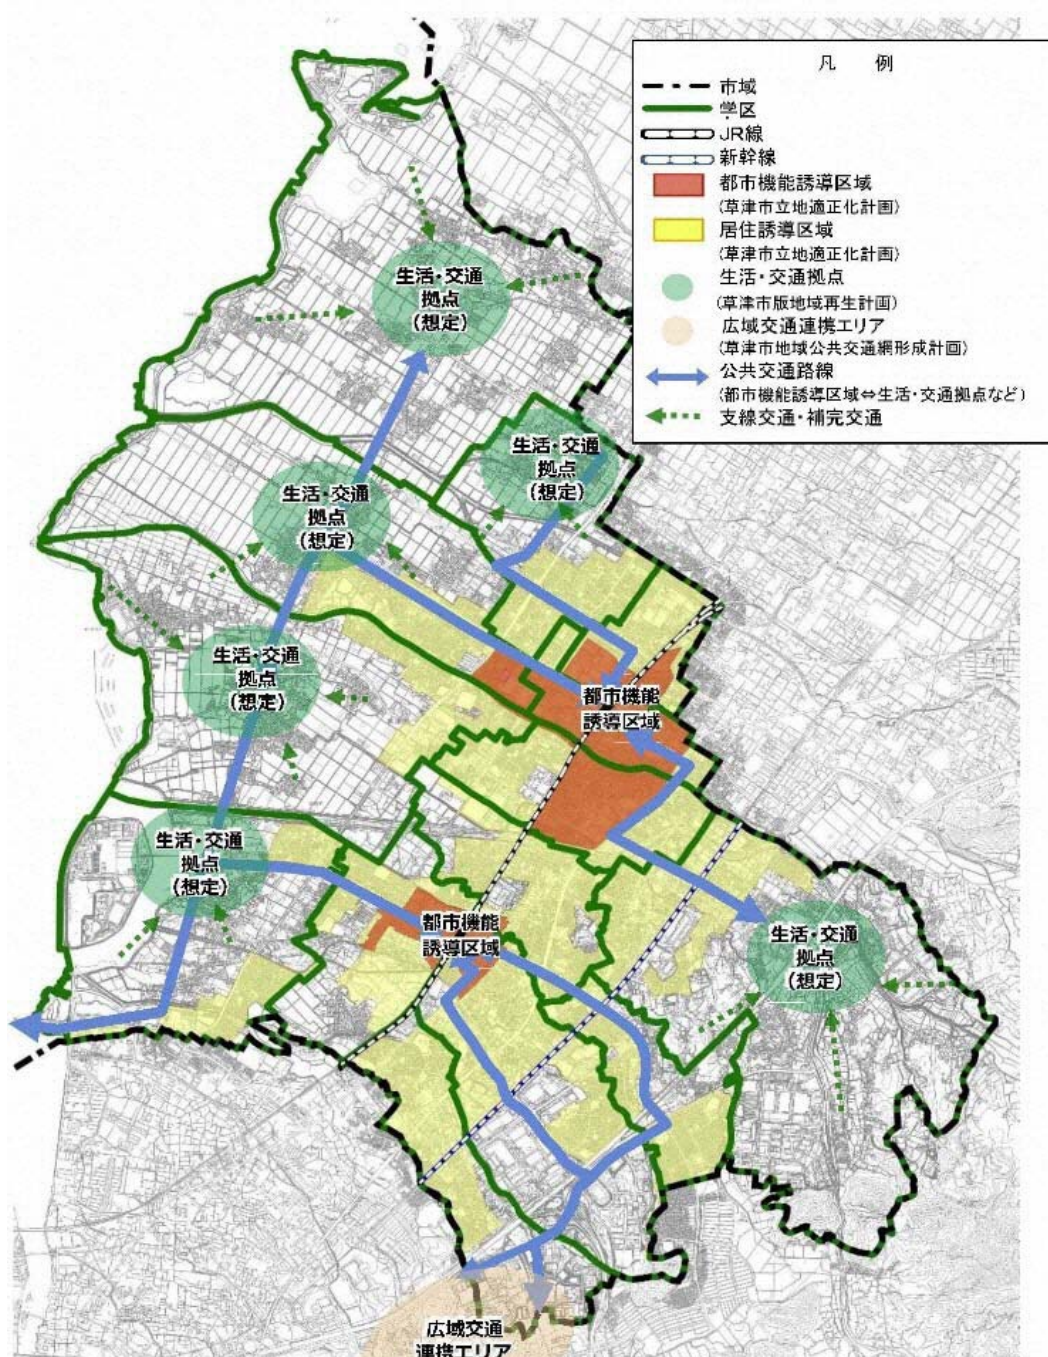 凡　例
市域
学区
JR線
新幹線
都市機能誘導区域
(草津市立地適正化計画)
居住誘導区域
(草津市立地適正化計画)
生活・交通拠点
(草津市版地域再生計画)
広域交通連携エリア
(草津市地域公共交通網形成計画)
公共交通路線
(都市機能誘導区域⇔生活・交通拠点など)
支線交通・補完交通
生活・交通
拠点
(想定)
生活・交通
拠点
(想定)
生活・交通
拠点
(想定)
生活・交通
拠点
(想定)
都市機能
誘導区域
生活・交通
拠点
(想定)
都市機能
誘導区域
生活・交通
拠点
(想定)
広域交通
連携エリア